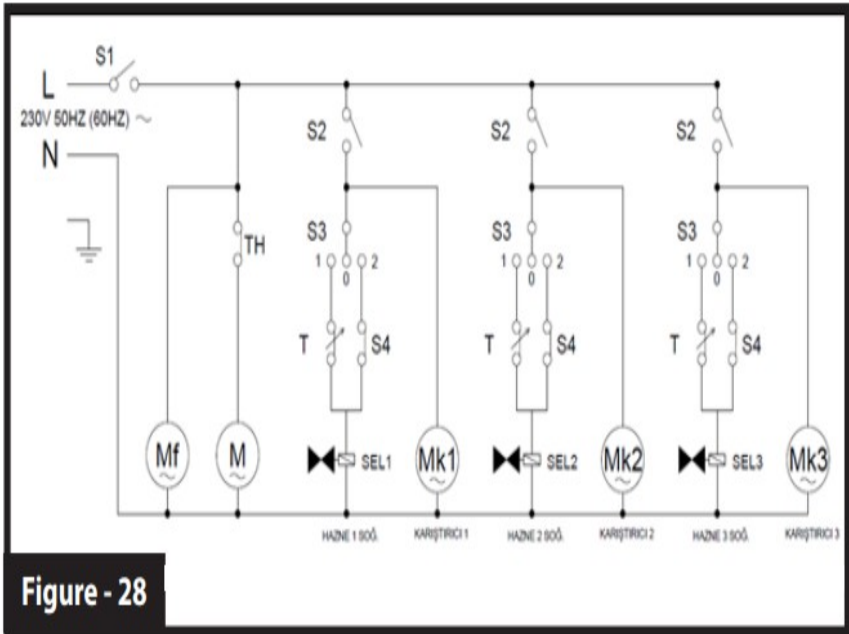 S1
L
230V 50HZ (60HZ) ~
N
S2 S2 S2
S3 S3 S3
TH
1 2 1 2 1 2
0 0 0
T S4 T S4 T S4
Mf M SEL1 Mk1 SEL2 Mk2 SEL3 Mk3
~ ~ ~ ~ ~
HAZNE 1 SOĞ. KARIŞTIRICI 1 HAZNE 2 SOĞ. KARIŞTIRICI 2 HAZNE 3 SOĞ. KARIŞTIRICI 3
Figure - 28